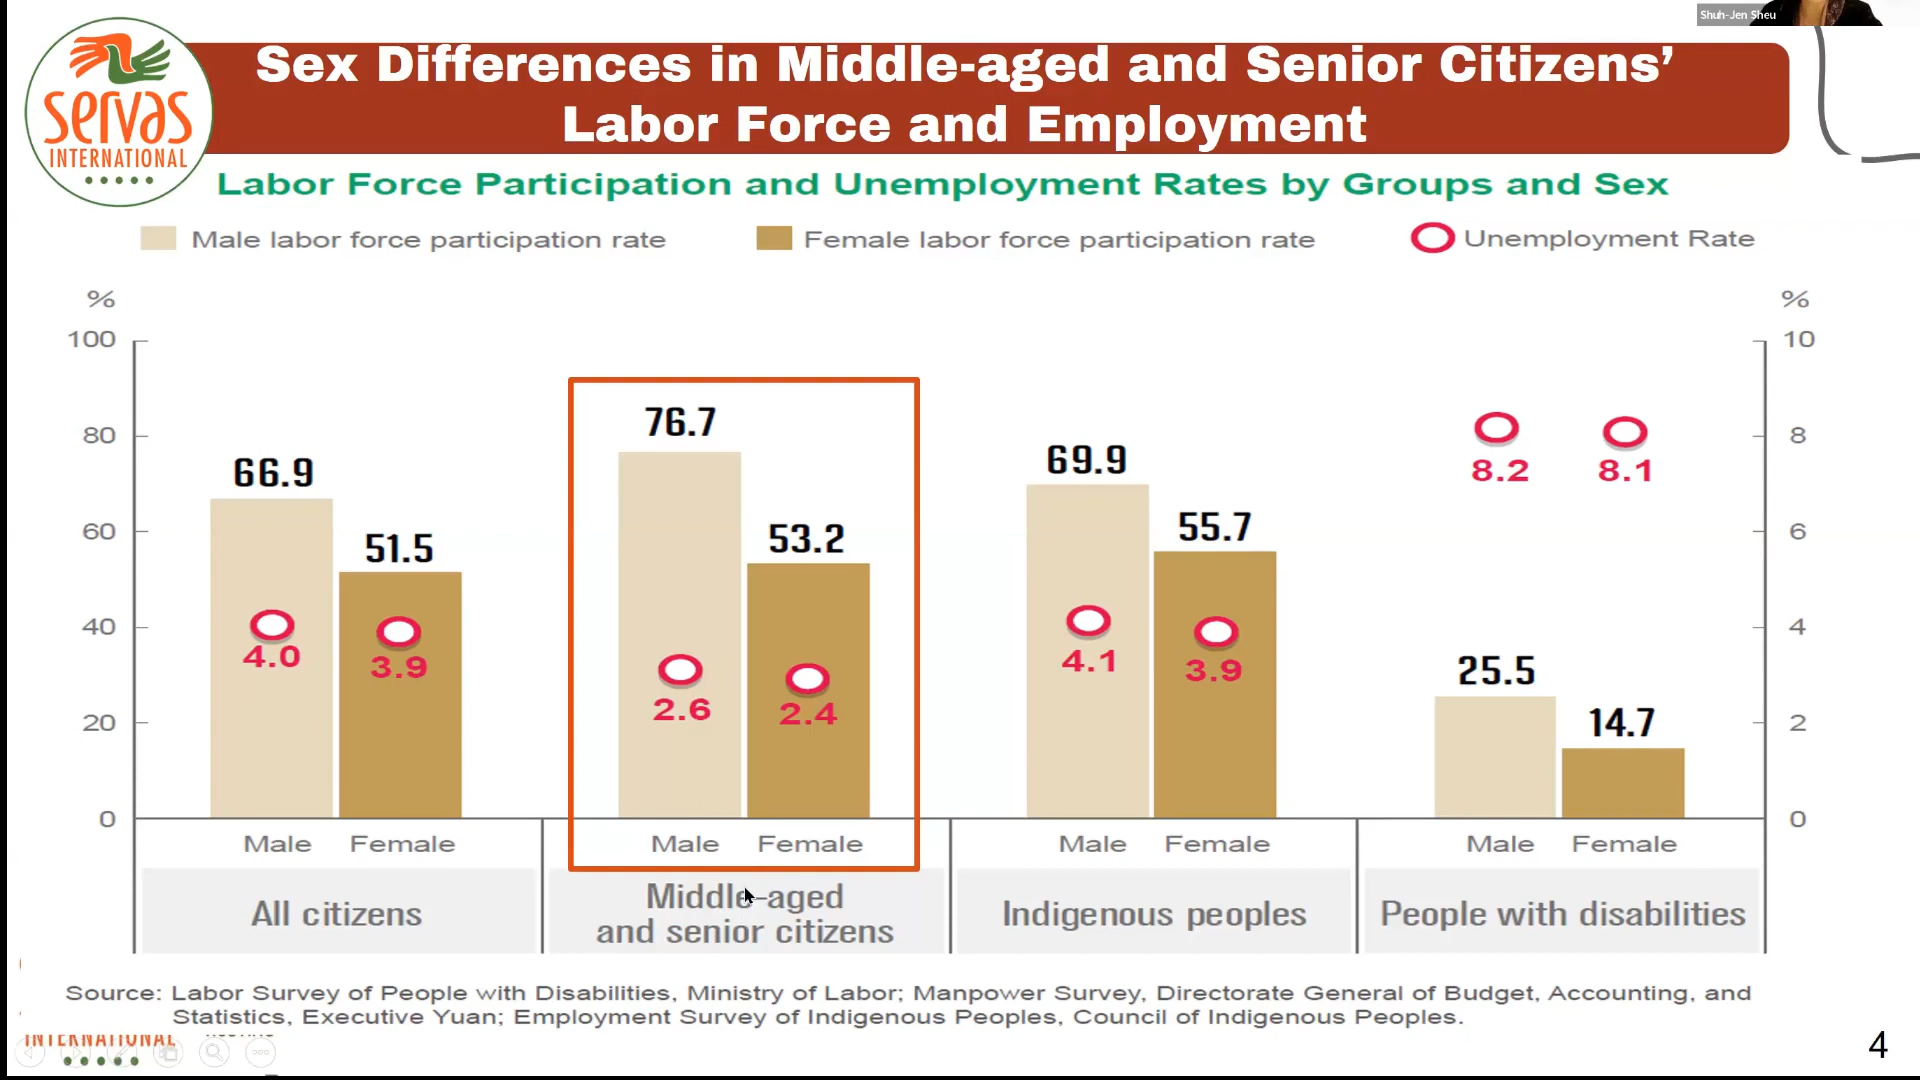 Shuh-Jen Sheu
servas
INTERNATIONAL
Sex Differences in Middle-aged and Senior Citizens’
Labor Force and Employment
Labor Force Participation and Unemployment Rates by Groups and Sex
Male labor force participation rate
Female labor force participation rate
Unemployment Rate
%
%
100
80
60
40
20
0
10
8
6
4
2
0
66.9
51.5
4.0
3.9
76.7
53.2
2.6
2.4
69.9
55.7
4.1
3.9
8.2
8.1
25.5
14.7
Male Female
Male Female
Male Female
Male Female
All citizens
Middle-aged
and senior citizens
Indigenous peoples
People with disabilities
Source: Labor Survey of People with Disabilities, Ministry of Labor; Manpower Survey, Directorate General of Budget, Accounting, and
Statistics, Executive Yuan; Employment Survey of Indigenous Peoples, Council of Indigenous Peoples.
INTERNATIONAL
4